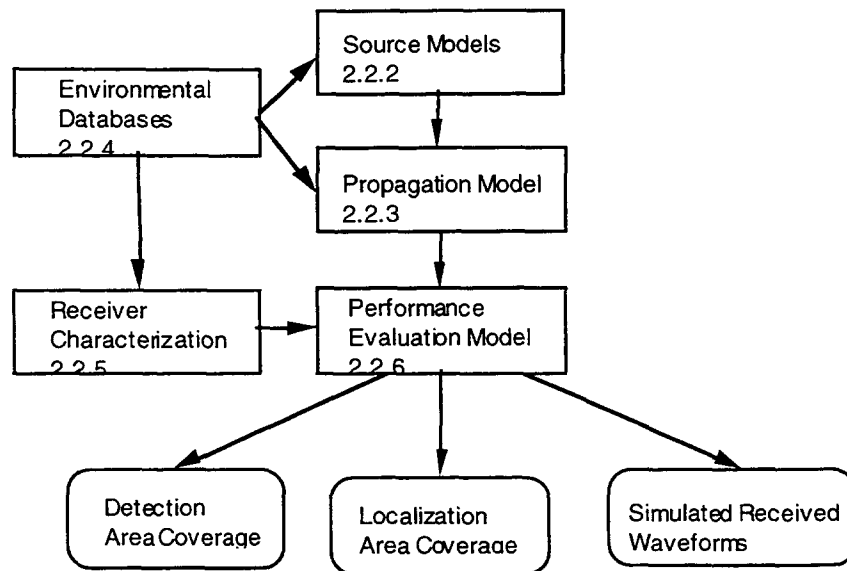 Source Models
2.2.2
Environmental
Databases
2.2.4
Propagation Model
2.2.3
Receiver
Characterization
2.2.5
Performance
Evaluation Model
2.2.6
Detection
Area Coverage
Localization
Area Coverage
Simulated Received
Waveforms